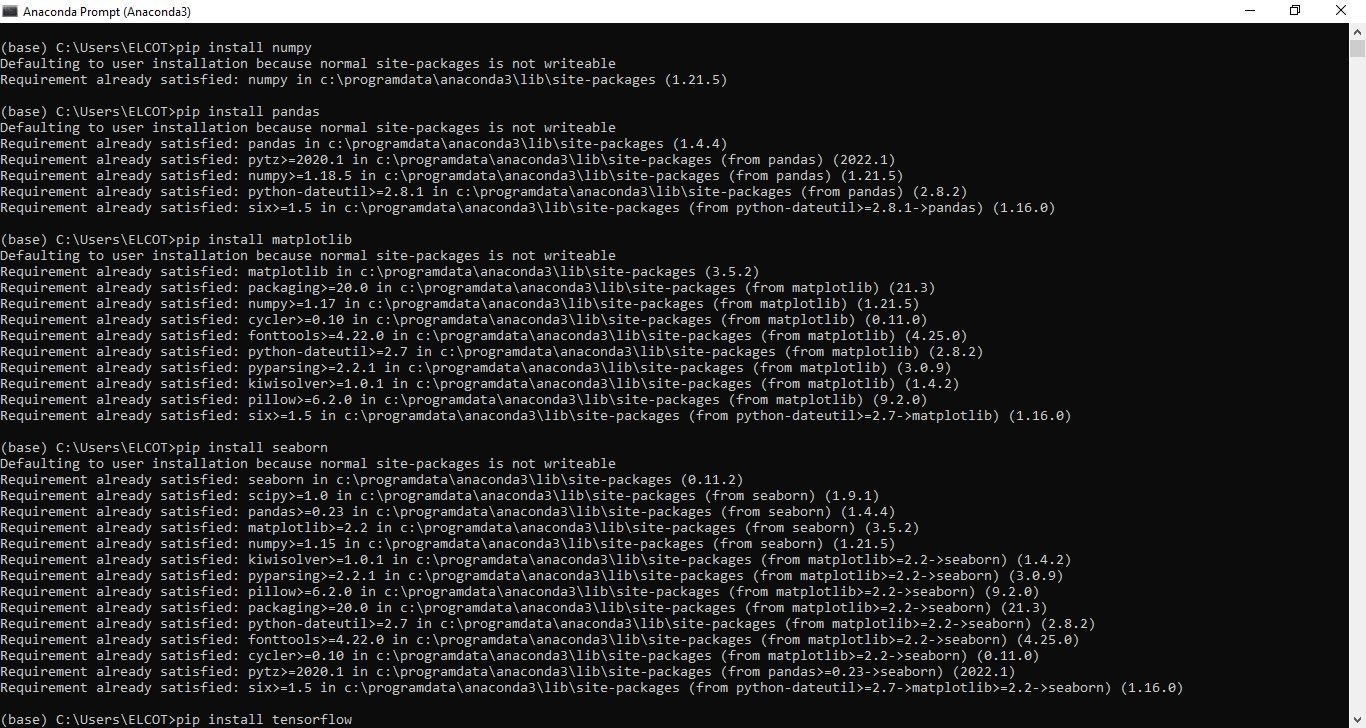 Anaconda Prompt (Anaconda3)
(base) C:\Users\ELCOT>pip install numpy
Defaulting to user installation because normal site-packages is not writeable
Requirement already satisfied: numpy in c:\programdata\anaconda3\lib\site-packages (1.21.5)
(base) C:\Users\ELCOT>pip install pandas
Defaulting to user installation because normal site-packages is not writeable
Requirement already satisfied: pandas in c:\programdata\anaconda3\lib\site-packages (1.4.4)
Requirement already satisfied: pytz>=2020.1 in c:\programdata\anaconda3\lib\site-packages (from pandas) (2022.1)
Requirement already satisfied: numpy>=1.18.5 in c:\programdata\anaconda3\lib\site-packages (from pandas) (1.21.5)
Requirement already satisfied: python-dateutil>=2.8.1 in c:\programdata\anaconda3\lib\site-packages (from pandas) (2.8.2)
Requirement already satisfied: six>=1.5 in c:\programdata\anaconda3\lib\site-packages (from python-dateutil>=2.8.1->pandas) (1.16.0)
(base) C:\Users\ELCOT>pip install matplotlib
Defaulting to user installation because normal site-packages is not writeable
Requirement already satisfied: matplotlib in c:\programdata\anaconda3\lib\site-packages (3.5.2)
Requirement already satisfied: packaging>=20.0 in c:\programdata\anaconda3\lib\site-packages (from matplotlib) (21.3)
Requirement already satisfied: numpy>=1.17 in c:\programdata\anaconda3\lib\site-packages (from matplotlib) (1.21.5)
Requirement already satisfied: cycler>=0.10 in c:\programdata\anaconda3\lib\site-packages (from matplotlib) (0.11.0)
Requirement already satisfied: fonttools>=4.22.0 in c:\programdata\anaconda3\lib\site-packages (from matplotlib) (4.25.0)
Requirement already satisfied: python-dateutil>=2.7 in c:\programdata\anaconda3\lib\site-packages (from matplotlib) (2.8.2)
Requirement already satisfied: pyparsing>=2.2.1 in c:\programdata\anaconda3\lib\site-packages (from matplotlib) (3.0.9)
Requirement already satisfied: kiwisolver>=1.0.1 in c:\programdata\anaconda3\lib\site-packages (from matplotlib) (1.4.2)
Requirement already satisfied: pillow>=6.2.0 in c:\programdata\anaconda3\lib\site-packages (from matplotlib) (9.2.0)
Requirement already satisfied: six>=1.5 in c:\programdata\anaconda3\lib\site-packages (from python-dateutil>=2.7->matplotlib) (1.16.0)
(base) C:\Users\ELCOT>pip install seaborn
Defaulting to user installation because normal site-packages is not writeable
Requirement already satisfied: seaborn in c:\programdata\anaconda3\lib\site-packages (0.11.2)
Requirement already satisfied: scipy>=1.0 in c:\programdata\anaconda3\lib\site-packages (from seaborn) (1.9.1)
Requirement already satisfied: pandas>=0.23 in c:\programdata\anaconda3\lib\site-packages (from seaborn) (1.4.4)
Requirement already satisfied: matplotlib>=2.2 in c:\programdata\anaconda3\lib\site-packages (from seaborn) (3.5.2)
Requirement already satisfied: numpy>=1.15 in c:\programdata\anaconda3\lib\site-packages (from seaborn) (1.21.5)
Requirement already satisfied: kiwisolver>=1.0.1 in c:\programdata\anaconda3\lib\site-packages (from matplotlib>=2.2->seaborn) (1.4.2)
Requirement already satisfied: pyparsing>=2.2.1 in c:\programdata\anaconda3\lib\site-packages (from matplotlib>=2.2->seaborn) (3.0.9)
Requirement already satisfied: pillow>=6.2.0 in c:\programdata\anaconda3\lib\site-packages (from matplotlib>=2.2->seaborn) (9.2.0)
Requirement already satisfied: packaging>=20.0 in c:\programdata\anaconda3\lib\site-packages (from matplotlib>=2.2->seaborn) (21.3)
Requirement already satisfied: python-dateutil>=2.7 in c:\programdata\anaconda3\lib\site-packages (from matplotlib>=2.2->seaborn) (2.8.2)
Requirement already satisfied: fonttools>=4.22.0 in c:\programdata\anaconda3\lib\site-packages (from matplotlib>=2.2->seaborn) (4.25.0)
Requirement already satisfied: cycler>=0.10 in c:\programdata\anaconda3\lib\site-packages (from matplotlib>=2.2->seaborn) (0.11.0)
Requirement already satisfied: pytz>=2020.1 in c:\programdata\anaconda3\lib\site-packages (from pandas>=0.23->seaborn) (2022.1)
Requirement already satisfied: six>=1.5 in c:\programdata\anaconda3\lib\site-packages (from python-dateutil>=2.7->matplotlib>=2.2->seaborn) (1.16.0)
(base) C:\Users\ELCOT>pip install tensorflow